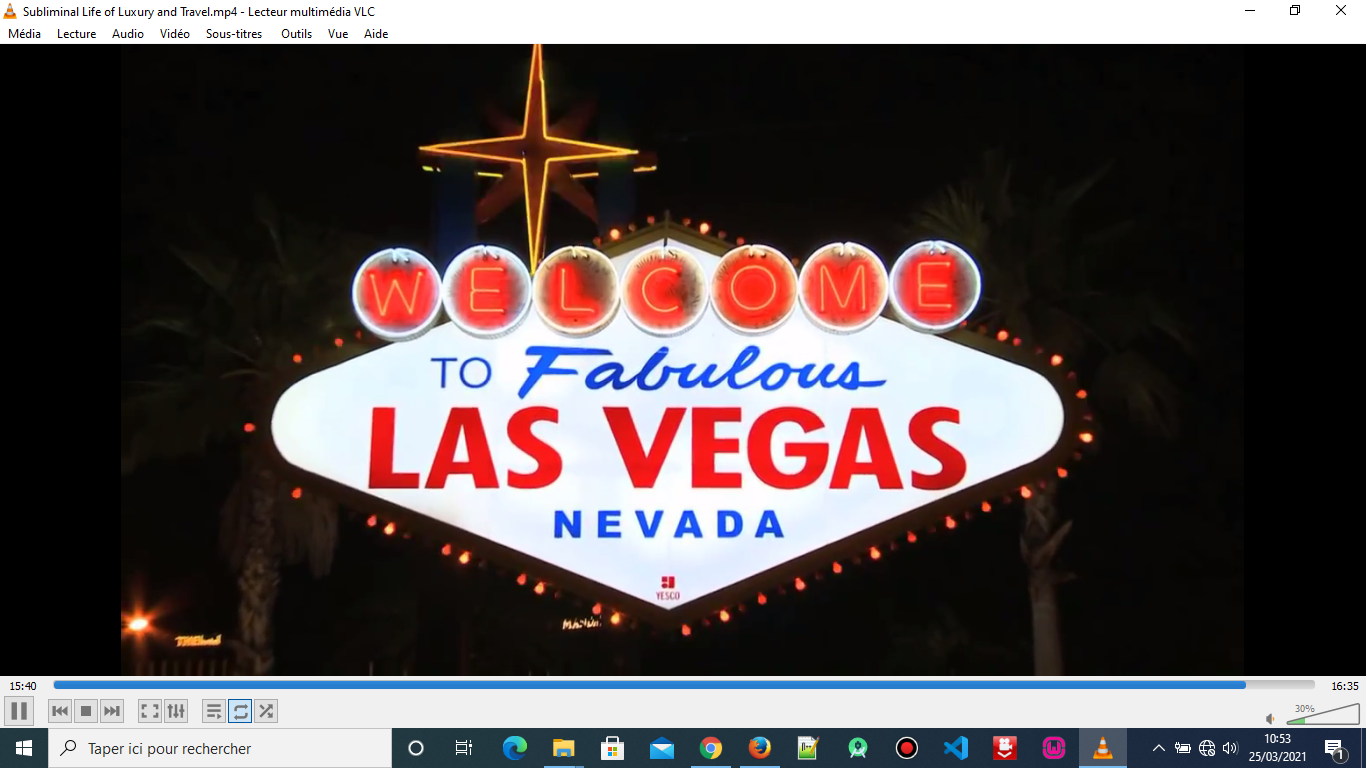 Subliminal Life of Luxury and Travel.mp4 - Lecteur multimédia VLC
Média Lecture Audio Vidéo Sous-titres Outils Vue Aide
WELCOME
TO Fabulous
LAS VEGAS
NEVADA
YESCO
15:40 16:35
30%
Taper ici pour rechercher
10:53
25/03/2021
1